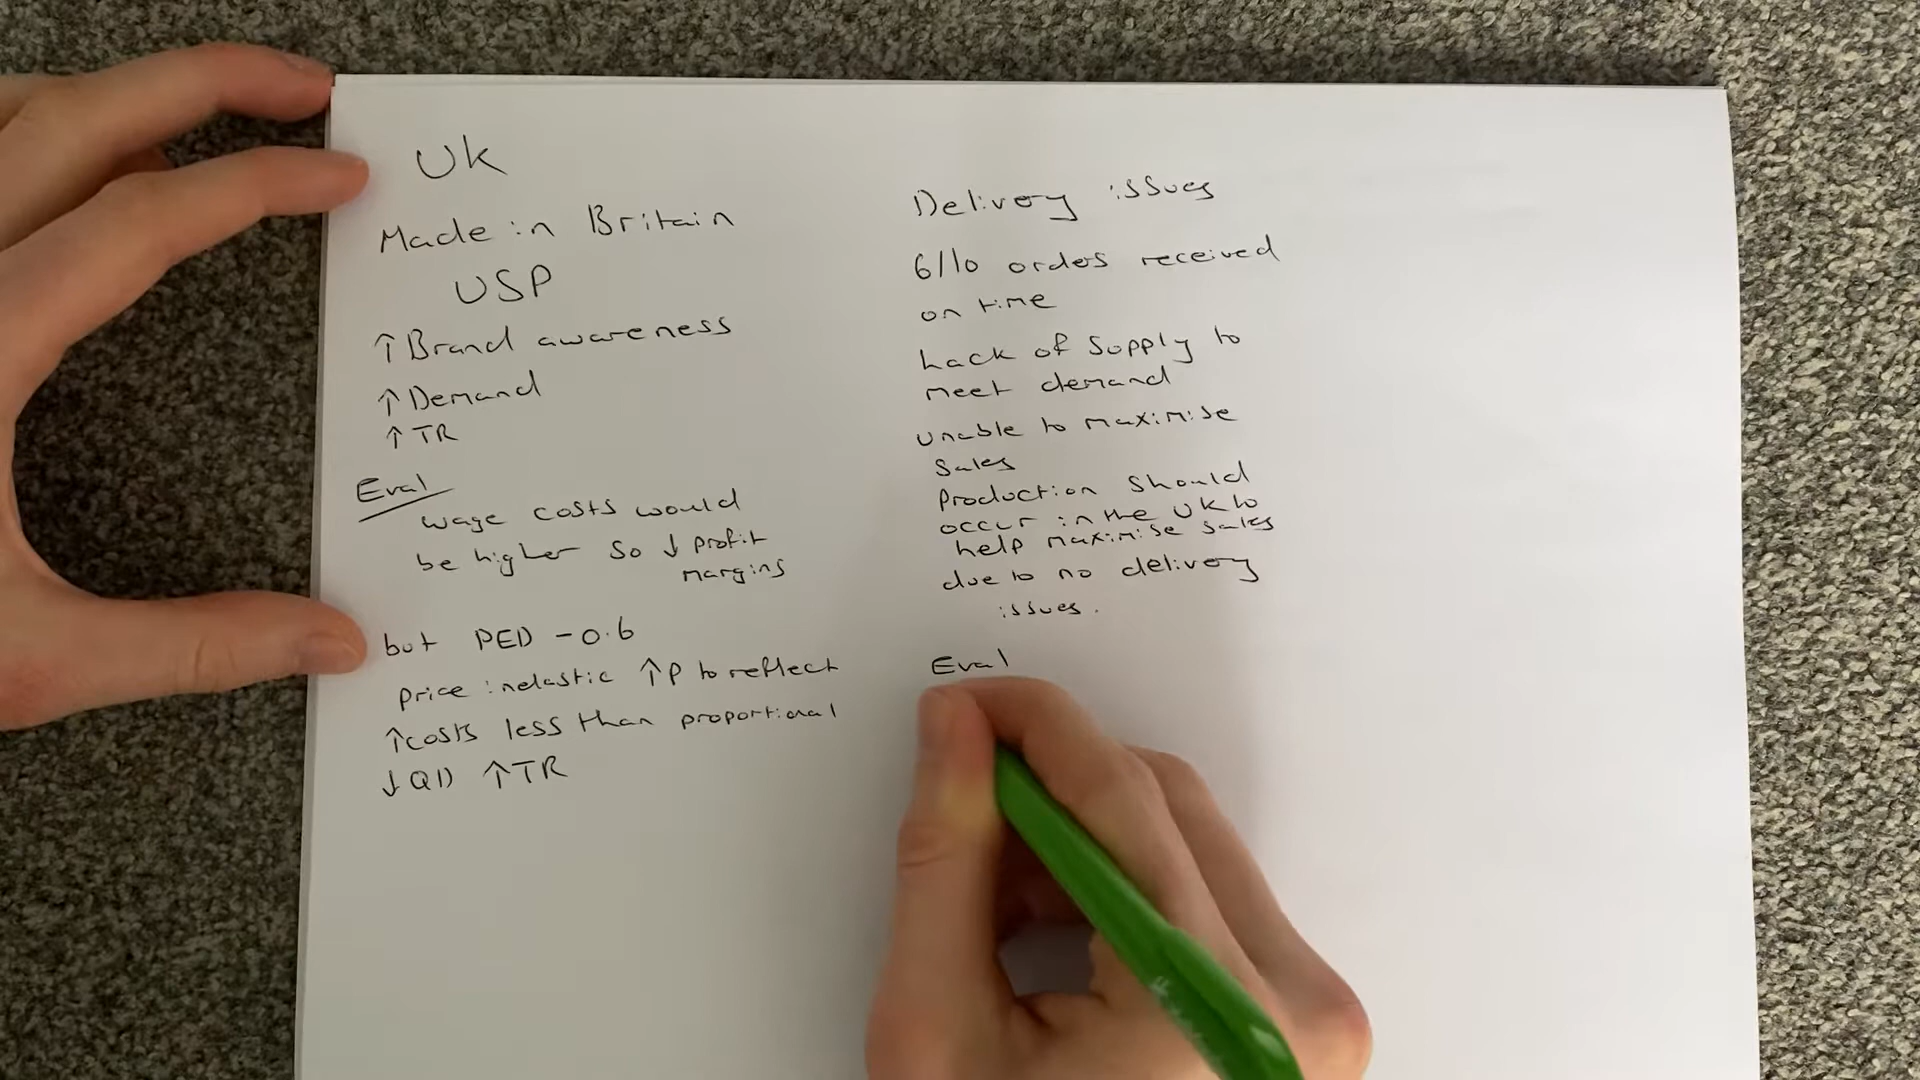 UK
Made in Britain
USP
↑ Brand awareness
↑ Demand
↑ TR
Eval
wage costs would
be higher so ↓ profit
margins
but PED -0.6
price inelastic ↑P to reflect
↑costs less than proportional
↓QD ↑TR
Delivery issues
6/10 orders received
on time
Lack of supply to
meet demand
unable to maximise
sales
Production should
occur in the UK to
help maximise sales
due to no delivery
issues.
Eval